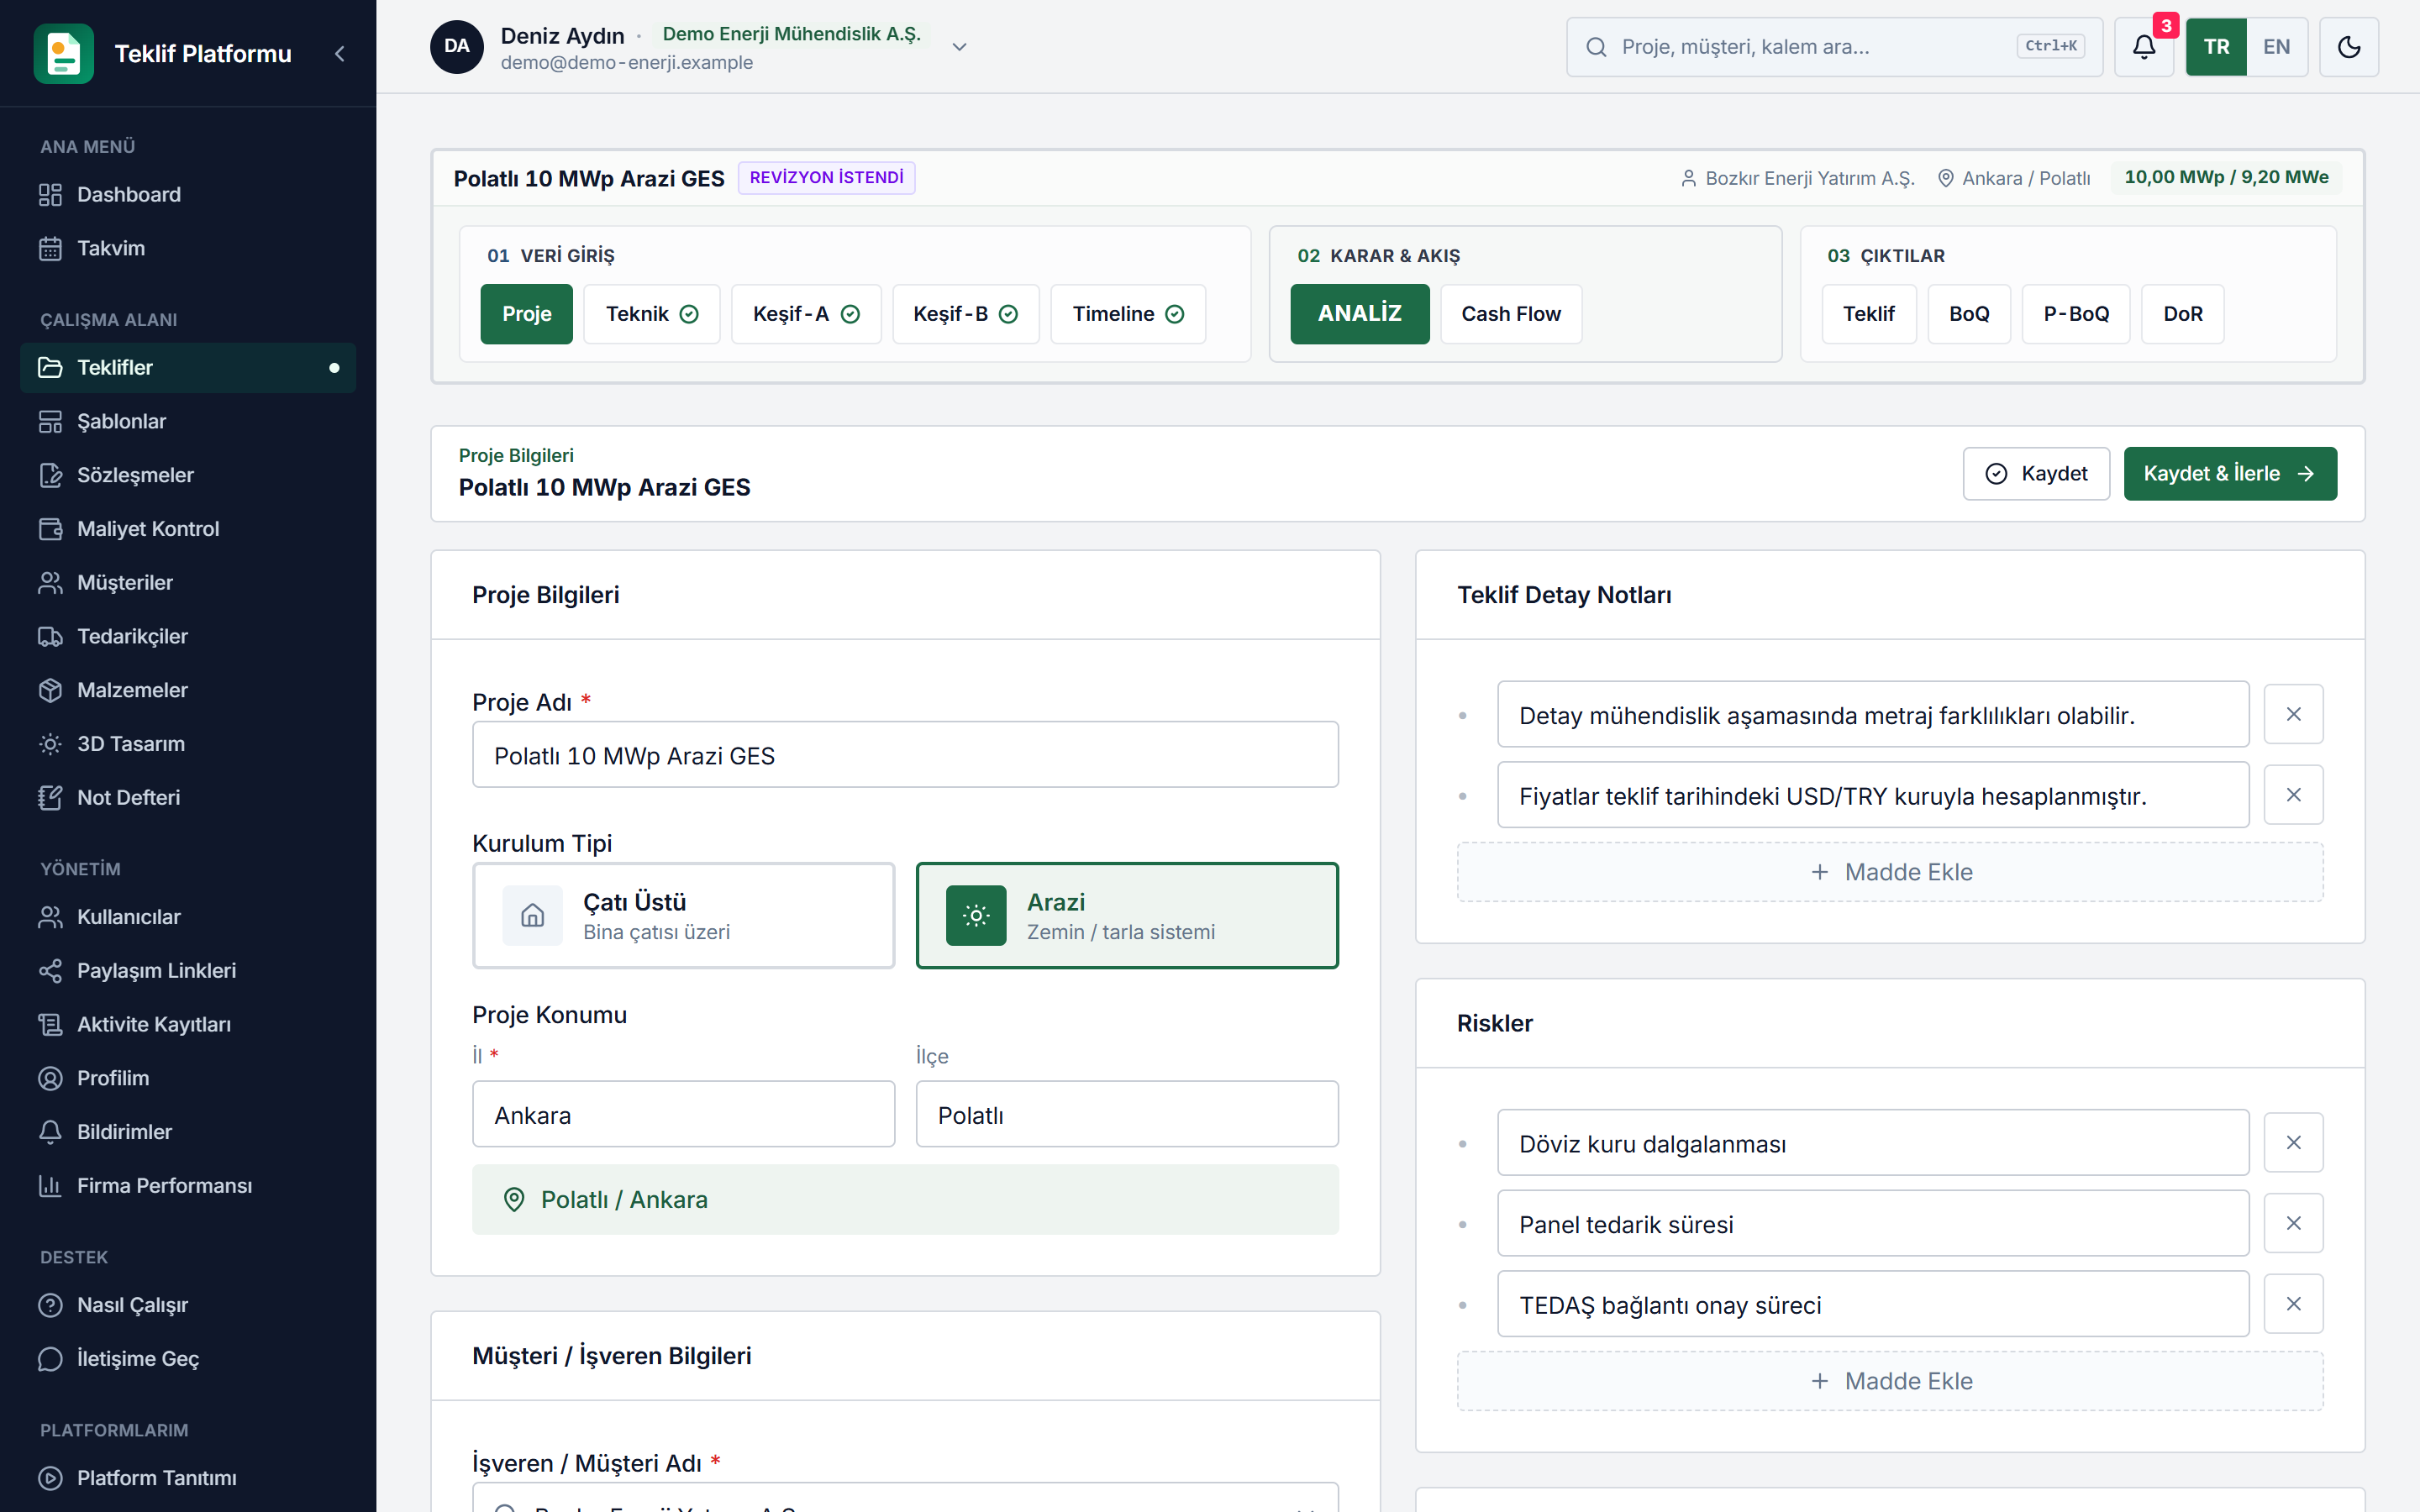 Teklif Platformu
ANA MENÜ
Dashboard
Takvim
ÇALIŞMA ALANI
Teklifler
Şablonlar
Sözleşmeler
Maliyet Kontrol
Müşteriler
Tedarikçiler
Malzemeler
3D Tasarım
Not Defteri
YÖNETİM
Kullanıcılar
Paylaşım Linkleri
Aktivite Kayıtları
Profilim
Bildirimler
Firma Performansı
DESTEK
Nasıl Çalışır
İletişime Geç
PLATFORMLARIM
Platform Tanıtımı
DA
Deniz Aydın · Demo Enerji Mühendislik A.Ş.
demo@demo-enerji.example
Proje, müşteri, kalem ara...
Ctrl+K
3
TR EN
Polatlı 10 MWp Arazi GES REVİZYON İSTENDİ
Bozkır Enerji Yatırım A.Ş. Ankara / Polatlı 10,00 MWp / 9,20 MWe
01 VERİ GİRİŞ
Proje Teknik Keşif-A Keşif-B Timeline
02 KARAR & AKIŞ
ANALİZ Cash Flow
03 ÇIKTILAR
Teklif BoQ P-BoQ DoR
Proje Bilgileri
Polatlı 10 MWp Arazi GES
Kaydet
Kaydet & İlerle
Proje Bilgileri
Proje Adı *
Polatlı 10 MWp Arazi GES
Kurulum Tipi
Çatı Üstü
Bina çatısı üzeri
Arazi
Zemin / tarla sistemi
Proje Konumu
İl *
İlçe
Ankara
Polatlı
Polatlı / Ankara
Müşteri / İşveren Bilgileri
İşveren / Müşteri Adı *
Teklif Detay Notları
Detay mühendislik aşamasında metraj farklılıkları olabilir.
Fiyatlar teklif tarihindeki USD/TRY kuruyla hesaplanmıştır.
+ Madde Ekle
Riskler
Döviz kuru dalgalanması
Panel tedarik süresi
TEDAŞ bağlantı onay süreci
+ Madde Ekle